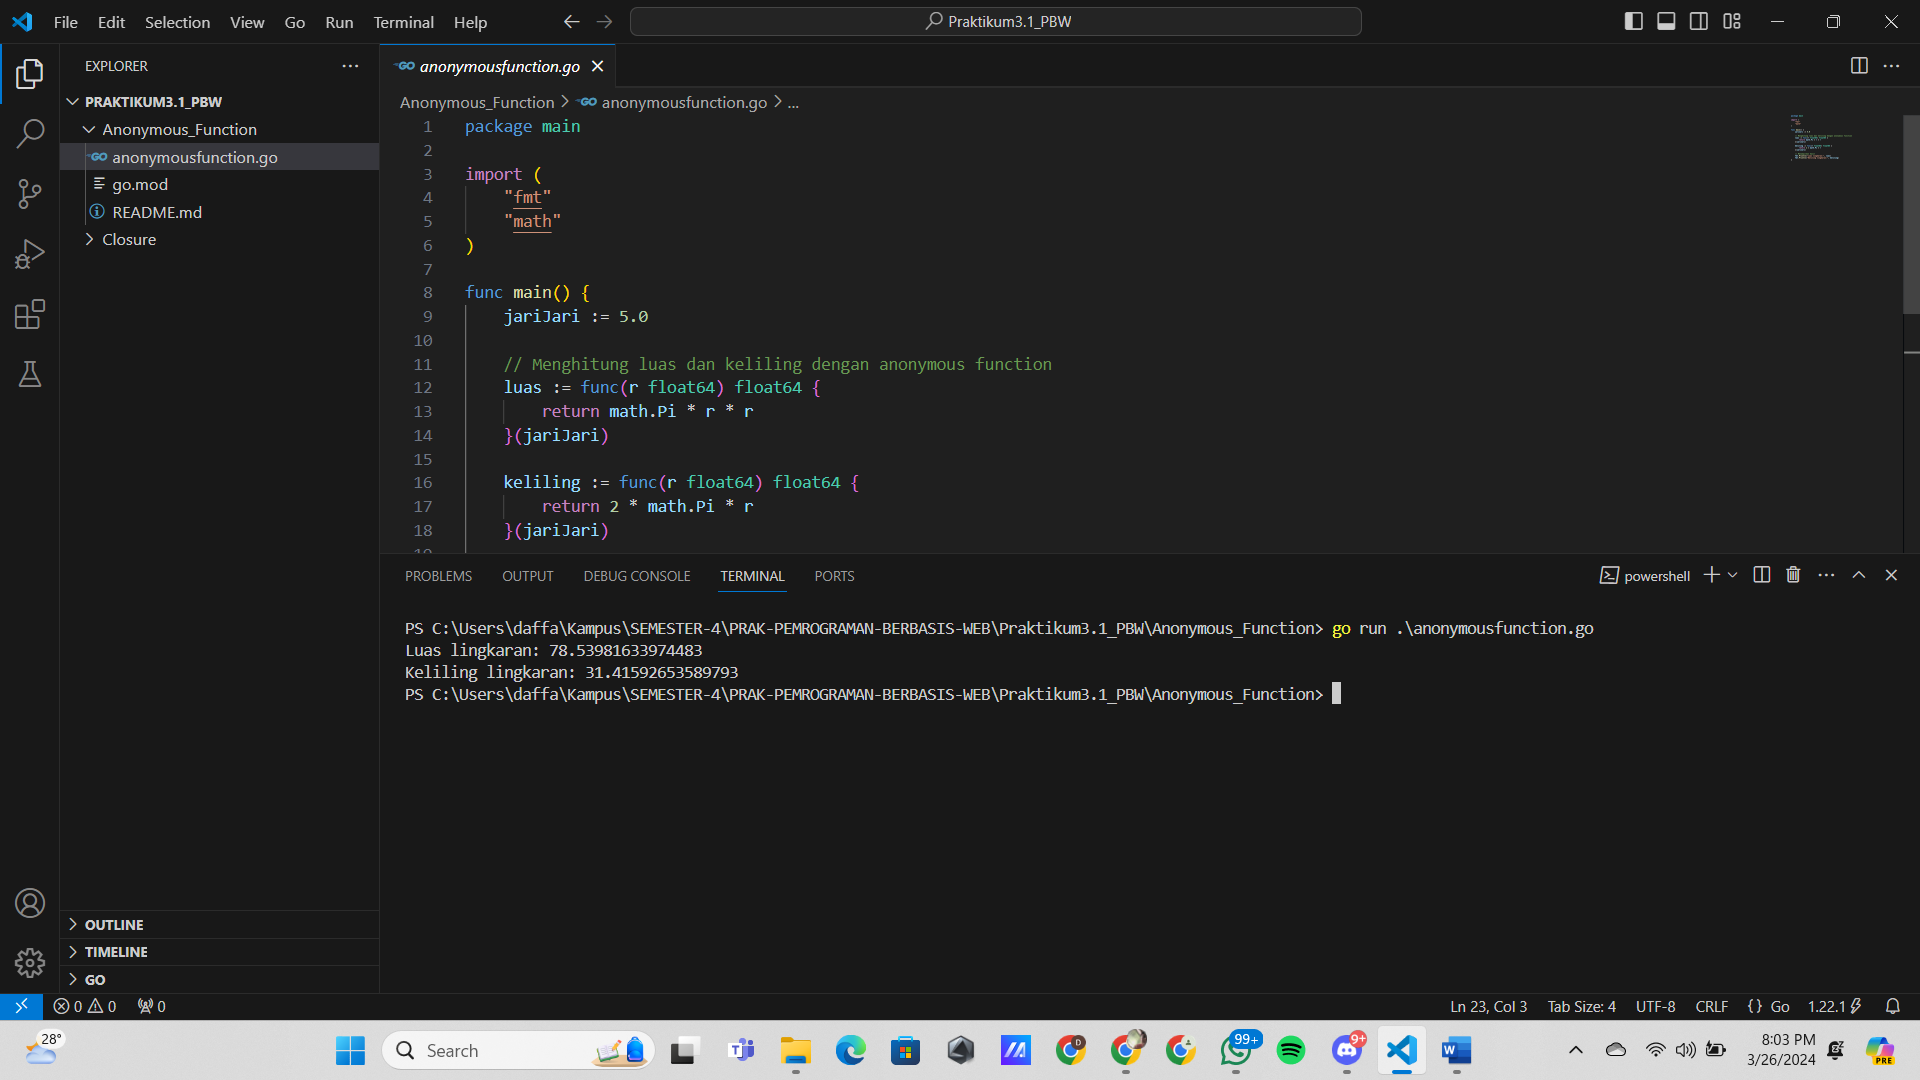 File Edit Selection View Go Run Terminal Help
Praktikum3.1_PBW
EXPLORER
PRAKTIKUM3.1_PBW
Anonymous_Function
GO anonymousfunction.go
go.mod
README.md
Closure
OUTLINE
TIMELINE
GO
GO anonymousfunction.go
Anonymous_Function > GO anonymousfunction.go > ...
1 package main
2
3 import (
4 "fmt"
5 "math"
6 )
7
8 func main() {
9 jariJari := 5.0
10
11 // Menghitung luas dan keliling dengan anonymous function
12 luas := func(r float64) float64 {
13 return math.Pi * r * r
14 }(jariJari)
15
16 keliling := func(r float64) float64 {
17 return 2 * math.Pi * r
18 }(jariJari)
19
PROBLEMS OUTPUT DEBUG CONSOLE TERMINAL PORTS
powershell
PS C:\Users\daffa\Kampus\SEMESTER-4\PRAK-PEMROGRAMAN-BERBASIS-WEB\Praktikum3.1_PBW\Anonymous_Function> go run .\anonymousfunction.go
Luas lingkaran: 78.53981633974483
Keliling lingkaran: 31.41592653589793
PS C:\Users\daffa\Kampus\SEMESTER-4\PRAK-PEMROGRAMAN-BERBASIS-WEB\Praktikum3.1_PBW\Anonymous_Function>
0 0 0
Ln 23, Col 3 Tab Size: 4 UTF-8 CRLF {} Go 1.22.1
28°
Search
99+
9+
8:03 PM
3/26/2024
PRE